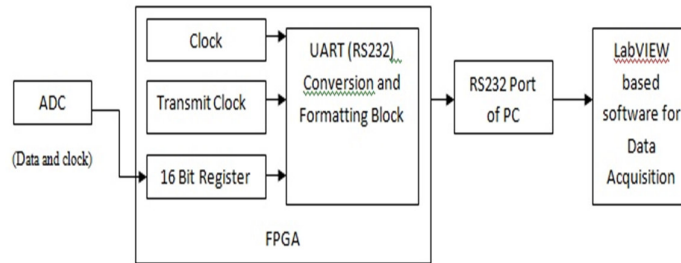 ADC
(Data and clock)
Clock
Transmit Clock
16 Bit Register
UART (RS232)
Conversion and
Formatting Block
FPGA
RS232 Port
of PC
LabVIEW
based
software for
Data
Acquisition